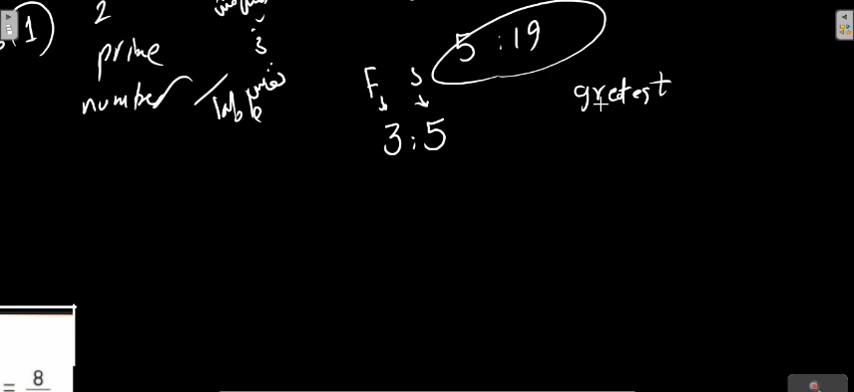 1)
2
prime
number
3
5 : 19
F S
3 : 5
greatest
= 8